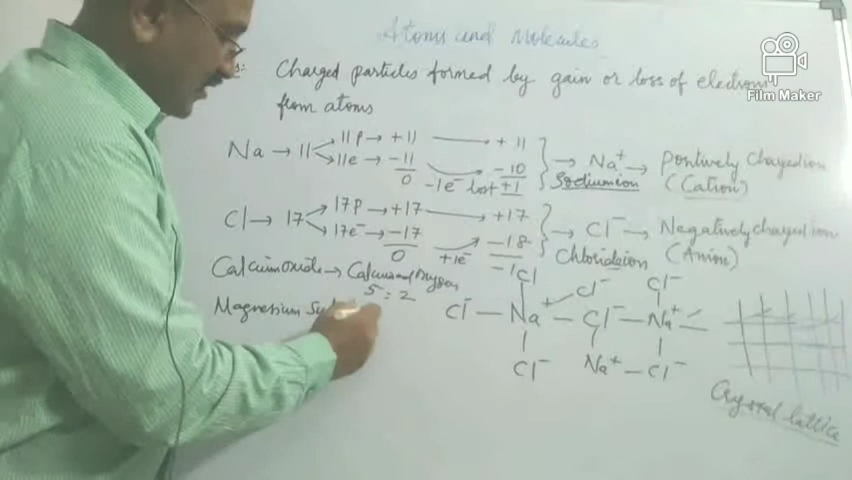 Atoms and Molecules
s: Charged particles formed by gain or loss of electrons
from atoms
Film Maker
Na → 11 11p → +11 → +11
11e → -11 -10
0 -1e⁻ lost +1
→ Na⁺ → Positively charged ion
Sodium ion (Cation)
Cl → 17 17p → +17 → +17
17e⁻ → -17 -18
0 +1e⁻ -1
→ Cl⁻ → Negatively charged ion
Chloride ion (Anion)
Calcium oxide → Calcium and oxygen
5 : 2
Magnesium Su
Cl Cl⁻ Cl⁻
Cl⁻ — Na⁺ — Cl⁻ — Na⁺
Cl⁻ Na⁺ — Cl⁻
Crystal lattice